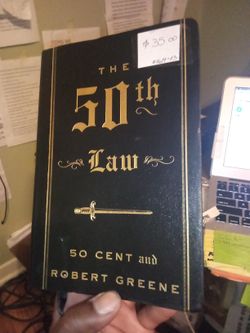 $35.00
THE
50th
Law
50 CENT and
ROBERT GREENE